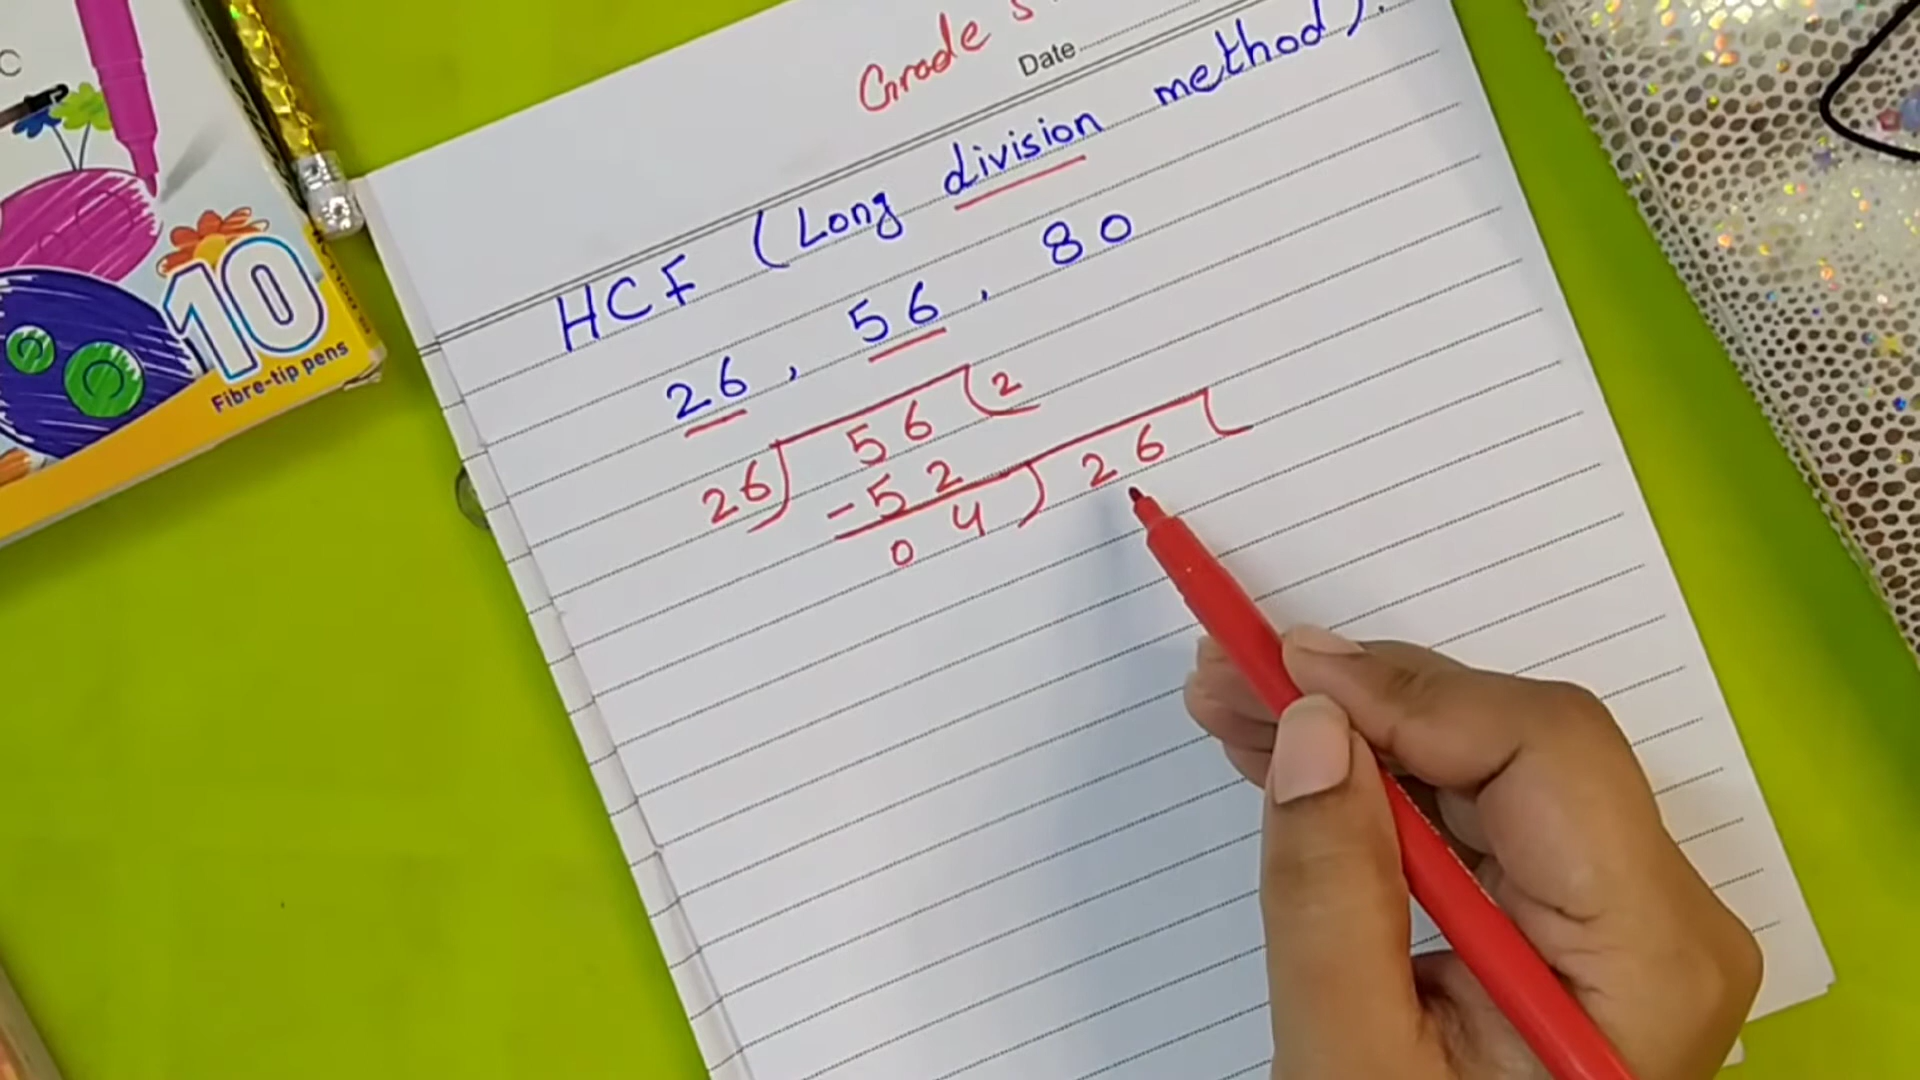 Grade
Date
HCF (Long division method).
26, 56, 80
26) 56 (2
-52
04) 26 (
10
Fibre-tip pens
C